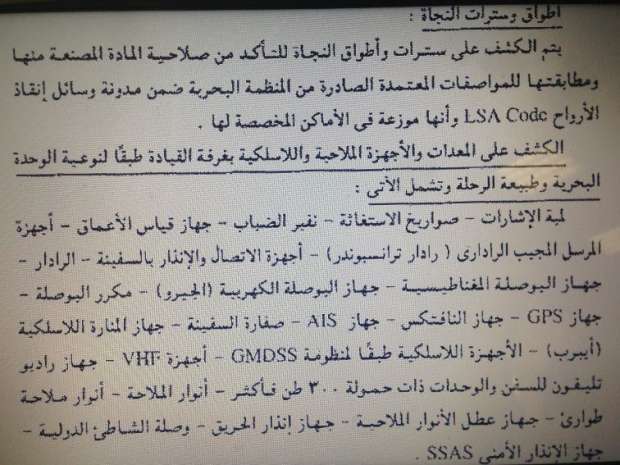 أطواق وسترات النجاة :
يتم الكشف على سترات وأطواق النجاة للتأكد من صلاحية المادة المصنعة منها
ومطابقتها للمواصفات المعتمدة الصادرة من المنظمة البحرية ضمن مدونة وسائل إنقاذ
الأرواح LSA Code وأنها موزعة فى الأماكن المخصصة لها .
الكشف على المعدات والأجهزة الملاحية واللاسلكية بغرفة القيادة طبقًا لنوعية الوحدة
البحرية وطبيعة الرحلة وتشمل الأتى :
لمبة الإشارات – صواريخ الاستغاثة – نفير الضباب – جهاز قياس الأعماق – أجهزة
المرسل المجيب الرادارى ( رادار ترانسبوندر) – أجهزة الاتصال والإنذار بالسفينة – الرادار –
جهاز البوصلة المغناطيسية – جهاز البوصلة الكهربية (الجيرو) – مكرر البوصلة –
جهاز GPS – جهاز النافتكس – جهاز AIS – صفارة السفينة – جهاز المنارة اللاسلكية
(أيبرب) – الأجهزة اللاسلكية طبقًا لمنظومة GMDSS – أجهزة VHF – جهاز راديو
تليفون للسفن والوحدات ذات حمولة ٣٠٠ طن فأكثر – أنوار الملاحة – أنوار ملاحة
طوارئ – جهاز عطل الأنوار الملاحية – جهاز إنذار الحريق – وصلة الشاطئ الدولية –
جهاز الإنذار الأمنى SSAS .